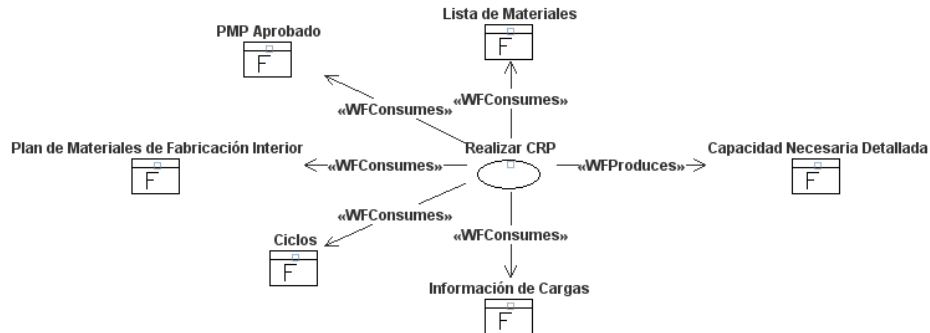 Lista de Materiales
PMP Aprobado
F
F
«WFConsumes»
«WFConsumes»
Plan de Materiales de Fabricación Interior
Realizar CRP
Capacidad Necesaria Detallada
«WFConsumes»
«WFProduces»
F
F
«WFConsumes»
Ciclos
«WFConsumes»
F
Información de Cargas
F